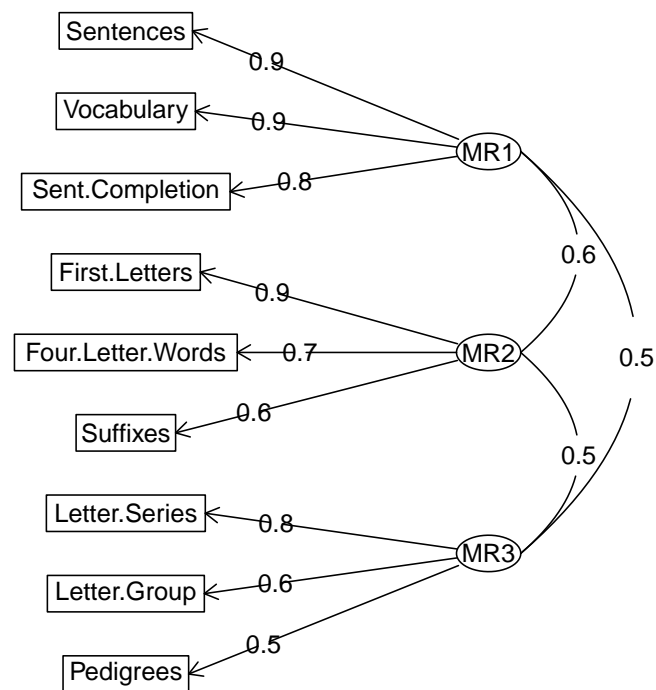 Sentences
0.9
Vocabulary
0.9
MR1
Sent.Completion
0.8
0.6
First.Letters
0.9
Four.Letter.Words
0.7
MR2
0.5
Suffixes
0.6
0.5
Letter.Series
0.8
MR3
Letter.Group
0.6
Pedigrees
0.5